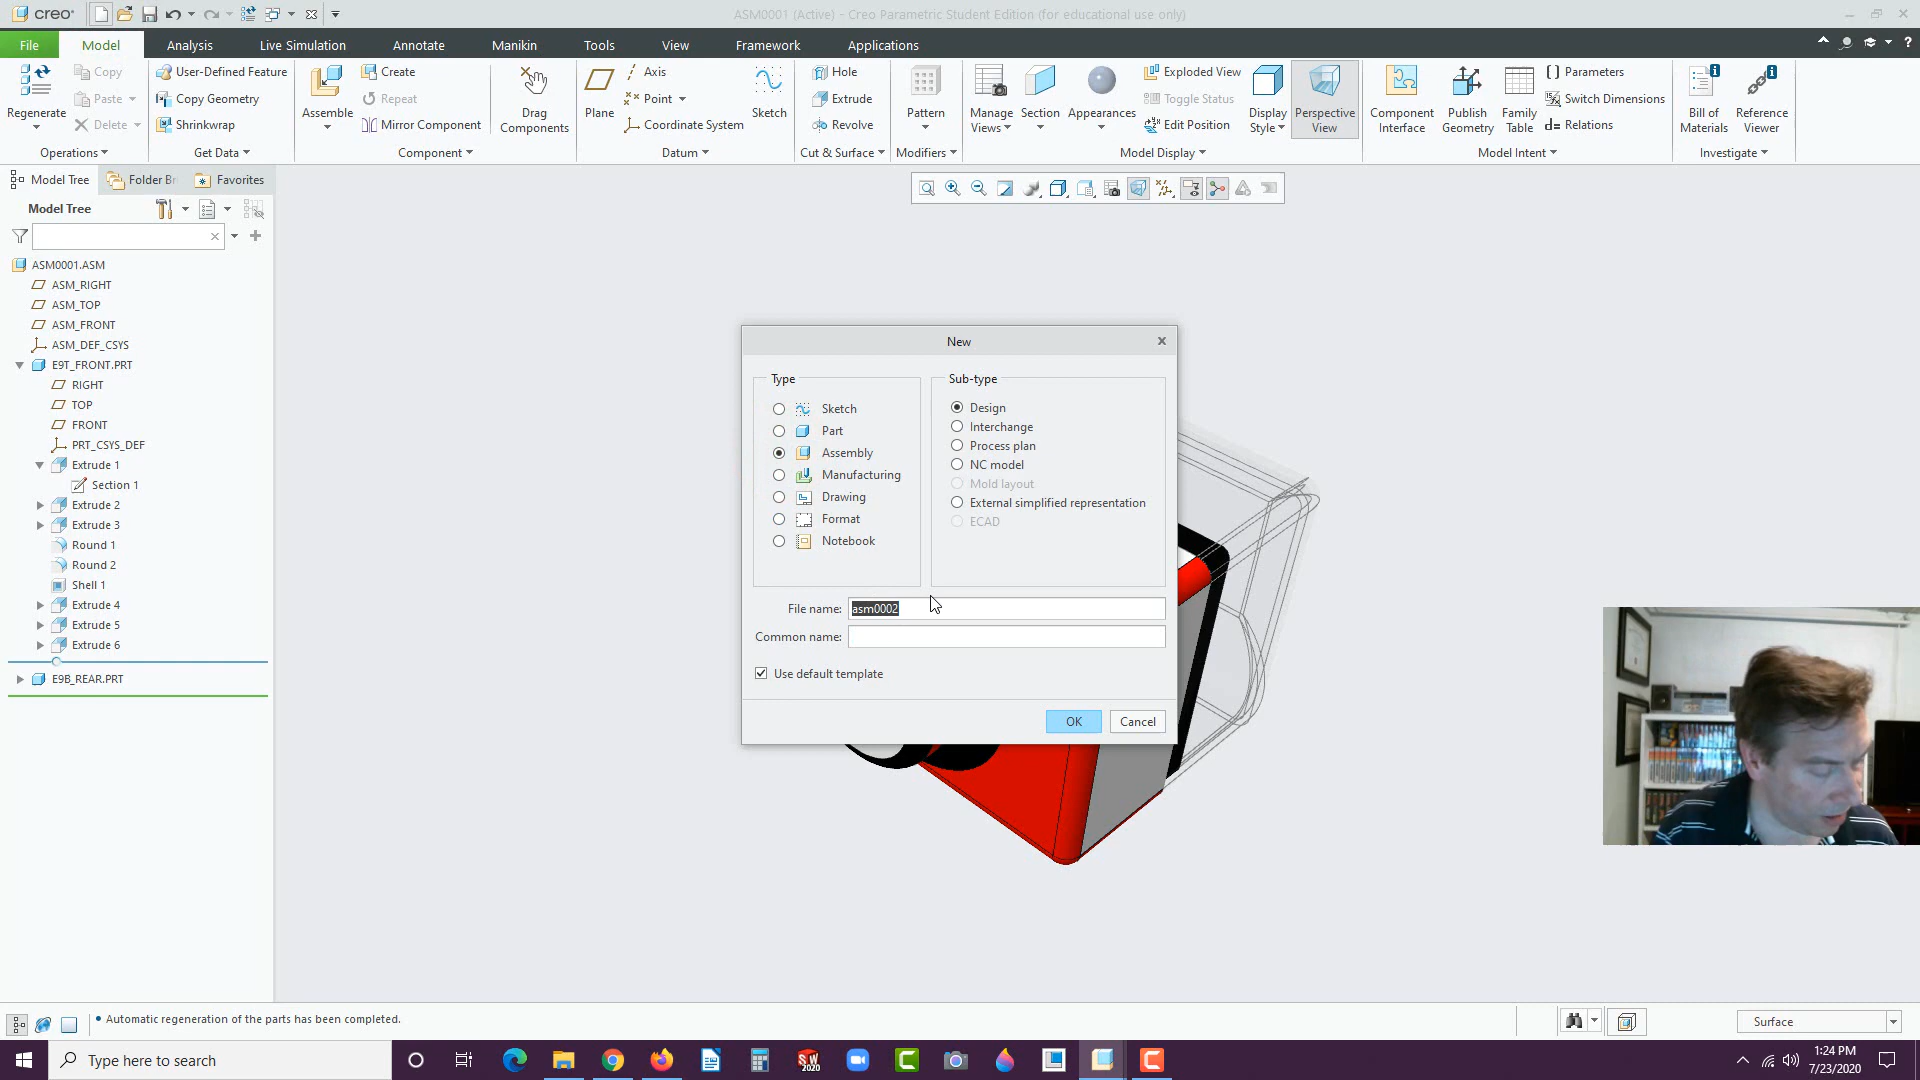 creo
ASM0001 (Active) - Creo Parametric Student Edition (for educational use only)
File Model Analysis Live Simulation Annotate Manikin Tools View Framework Applications
Regenerate
Copy
Paste
Delete
Operations
User-Defined Feature
Copy Geometry
Shrinkwrap
Get Data
Assemble
Create
Repeat
Mirror Component
Component
Drag
Components
Plane
Axis
Point
Coordinate System
Sketch
Datum
Hole
Extrude
Revolve
Cut & Surface
Pattern
Modifiers
Manage
Views
Section
Appearances
Exploded View
Toggle Status
Edit Position
Display
Style
Perspective
View
Model Display
Component
Interface
Publish
Geometry
Family
Table
Parameters
Switch Dimensions
Relations
Model Intent
Bill of
Materials
Reference
Viewer
Investigate
Model Tree Folder Br Favorites
Model Tree
ASM0001.ASM
ASM_RIGHT
ASM_TOP
ASM_FRONT
ASM_DEF_CSYS
E9T_FRONT.PRT
RIGHT
TOP
FRONT
PRT_CSYS_DEF
Extrude 1
Section 1
Extrude 2
Extrude 3
Round 1
Round 2
Shell 1
Extrude 4
Extrude 5
Extrude 6
E9B_REAR.PRT
New
Type
Sketch
Part
Assembly
Manufacturing
Drawing
Format
Notebook
Sub-type
Design
Interchange
Process plan
NC model
Mold layout
External simplified representation
ECAD
File name: asm0002
Common name:
Use default template
OK Cancel
Automatic regeneration of the parts has been completed.
Surface
Type here to search
SW
2020
1:24 PM
7/23/2020